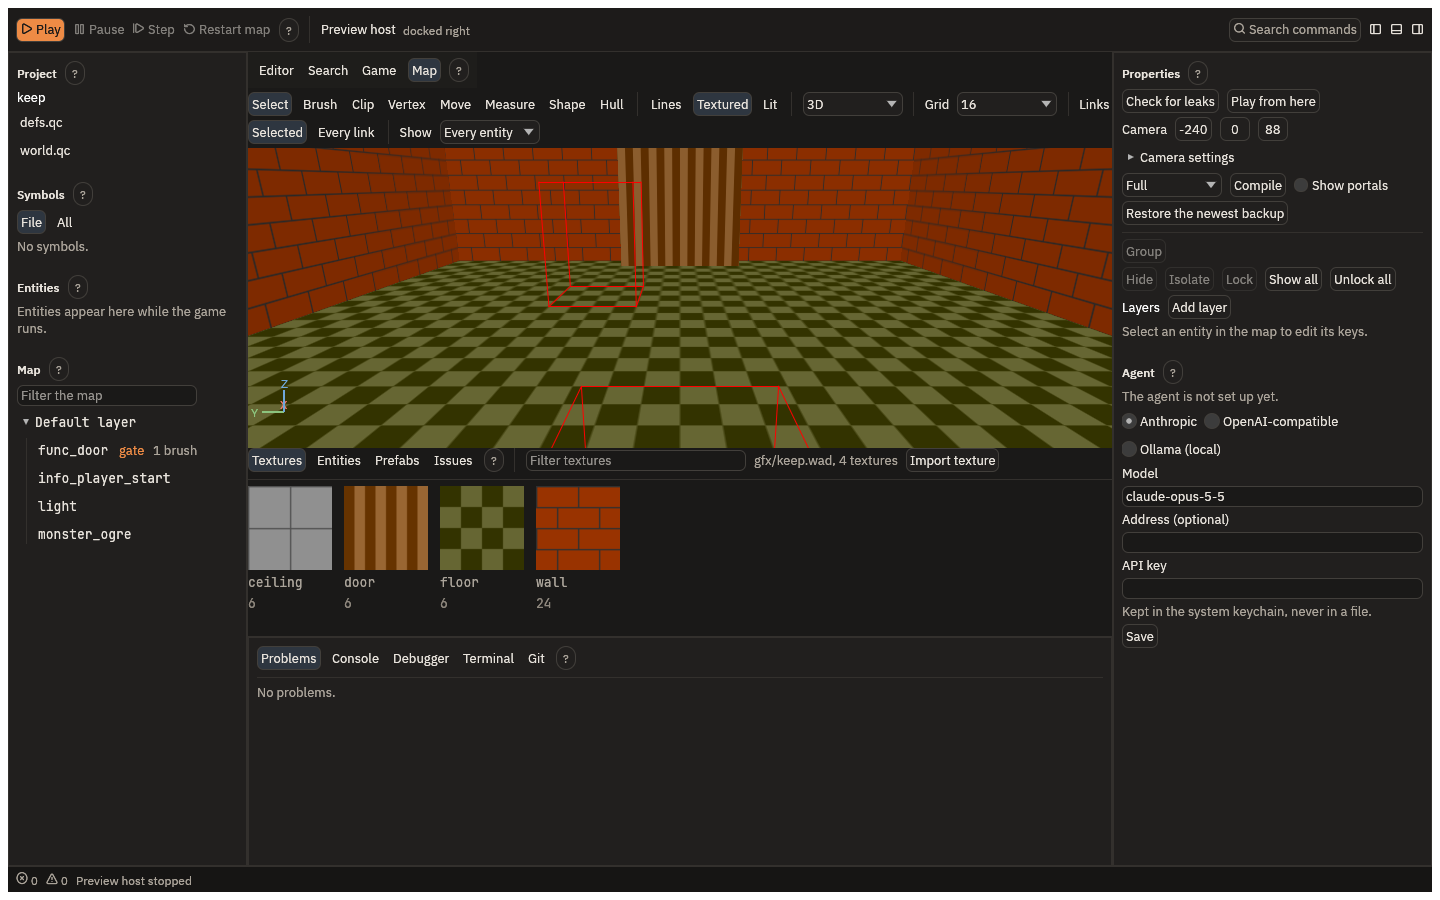 Play Pause Step Restart map ? Preview host docked right Search commands
Project ?
keep
defs.qc
world.qc
Symbols ?
File All
No symbols.
Entities ?
Entities appear here while the game
runs.
Map ?
Filter the map
Default layer
func_door gate 1 brush
info_player_start
light
monster_ogre
Editor Search Game Map ?
Select Brush Clip Vertex Move Measure Shape Hull Lines Textured Lit 3D Grid 16 Links
Selected Every link Show Every entity
Z
Y X
Textures Entities Prefabs Issues ? Filter textures gfx/keep.wad, 4 textures Import texture
ceiling door floor wall
6 6 6 24
Problems Console Debugger Terminal Git ?
No problems.
Properties ?
Check for leaks Play from here
Camera -240 0 88
Camera settings
Full Compile Show portals
Restore the newest backup
Group
Hide Isolate Lock Show all Unlock all
Layers Add layer
Select an entity in the map to edit its keys.
Agent ?
The agent is not set up yet.
Anthropic OpenAI-compatible
Ollama (local)
Model
claude-opus-5-5
Address (optional)
API key
Kept in the system keychain, never in a file.
Save
0 0 Preview host stopped